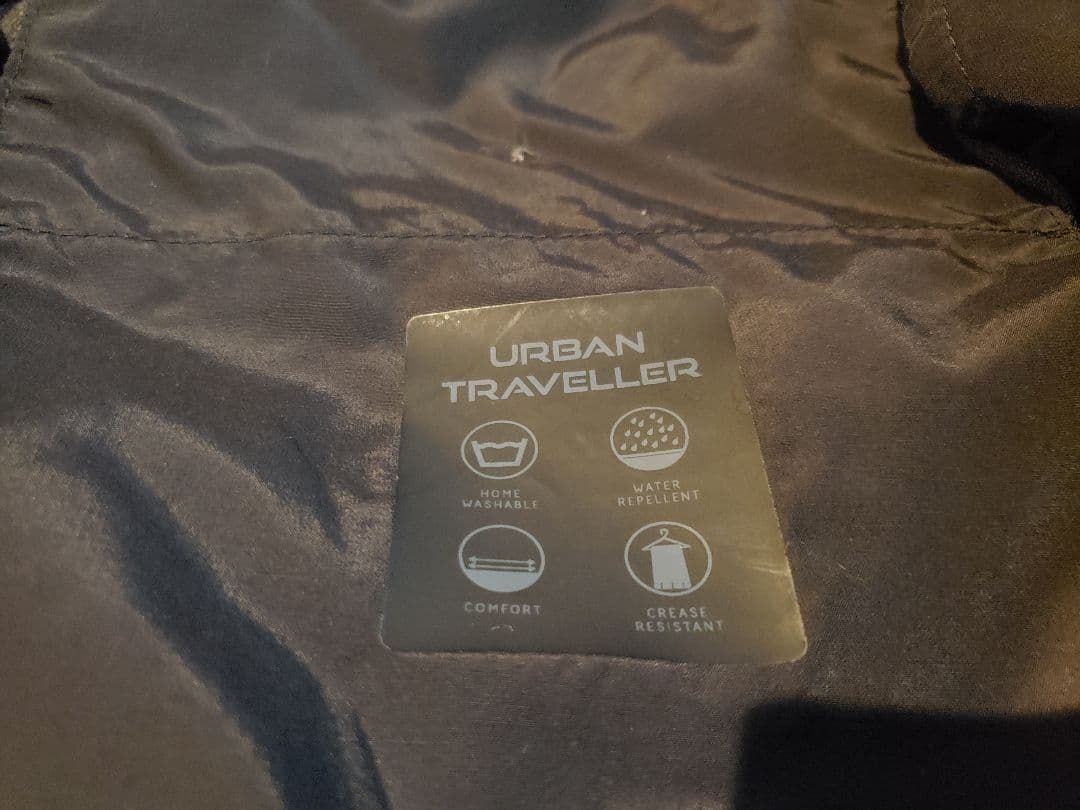 URBAN
TRAVELLER
HOME
WASHABLE
WATER
REPELLENT
COMFORT
CREASE
RESISTANT